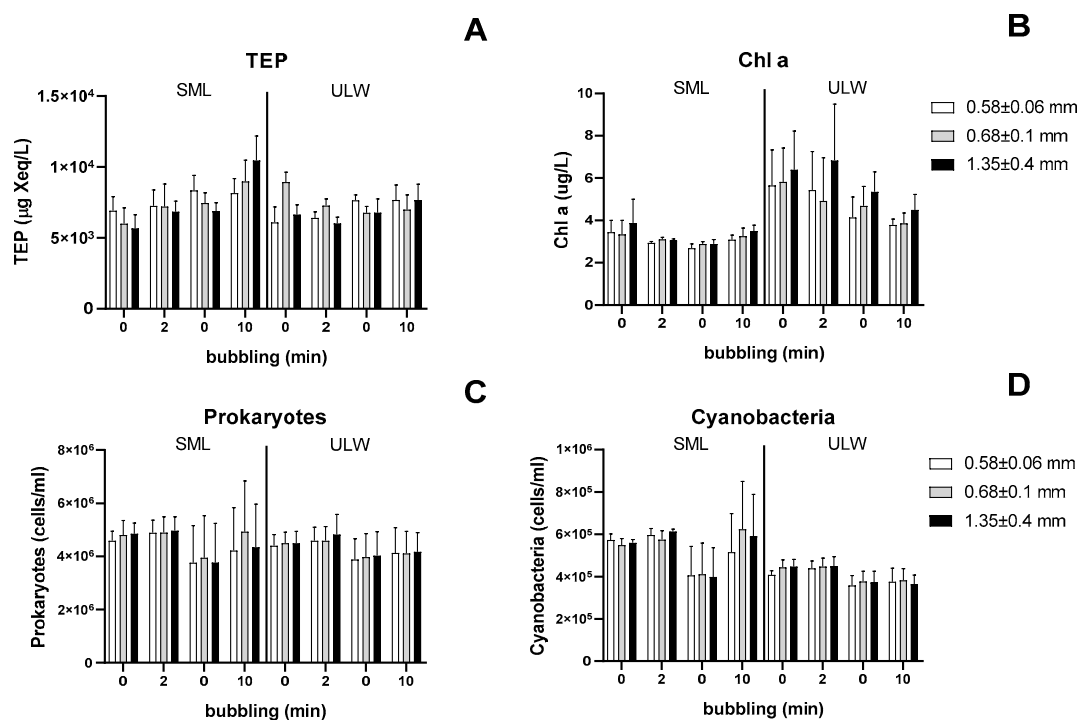 A
TEP
SML ULW
TEP (µg Xeq/L)
1.5×10⁴
1×10⁴
5×10³
0
0 2 0 10 0 2 0 10
bubbling (min)
B
Chl a
SML ULW
Chl a (ug/L)
10
8
6
4
2
0
0 2 0 10 0 2 0 10
bubbling (min)
0.58±0.06 mm
0.68±0.1 mm
1.35±0.4 mm
C
Prokaryotes
SML ULW
Prokaryotes (cells/ml)
8×10⁶
6×10⁶
4×10⁶
2×10⁶
0
0 2 0 10 0 2 0 10
bubbling (min)
D
Cyanobacteria
SML ULW
Cyanobacteria (cells/ml)
1×10⁶
8×10⁵
6×10⁵
4×10⁵
2×10⁵
0
0 2 0 10 0 2 0 10
bubbling (min)
0.58±0.06 mm
0.68±0.1 mm
1.35±0.4 mm